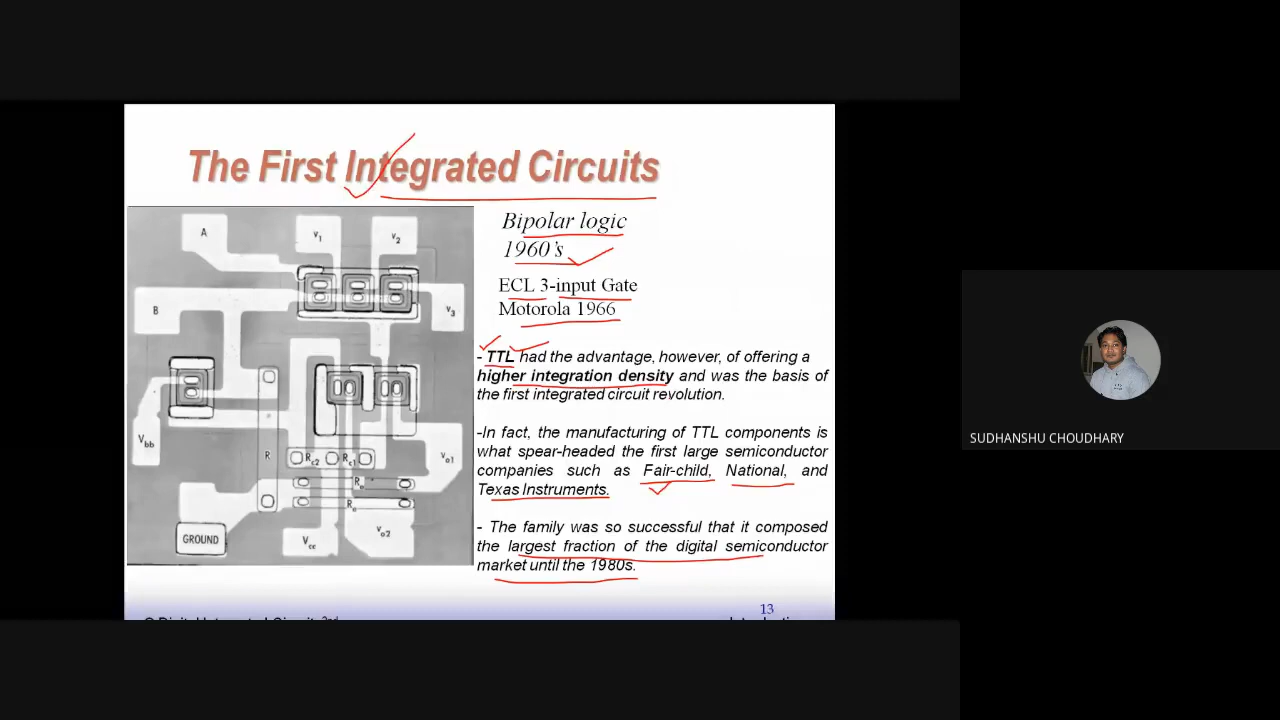 The First Integrated Circuits
A
v1
v2
B
v3
Vbb
R
Rc2
Rc1
Vo1
GROUND
Vcc
Vo2
Bipolar logic
1960's
ECL 3-input Gate
Motorola 1966
- TTL had the advantage, however, of offering a
higher integration density and was the basis of
the first integrated circuit revolution.
-In fact, the manufacturing of TTL components is
what spear-headed the first large semiconductor
companies such as Fair-child, National, and
Texas Instruments.
- The family was so successful that it composed
the largest fraction of the digital semiconductor
market until the 1980s.
13
SUDHANSHU CHOUDHARY